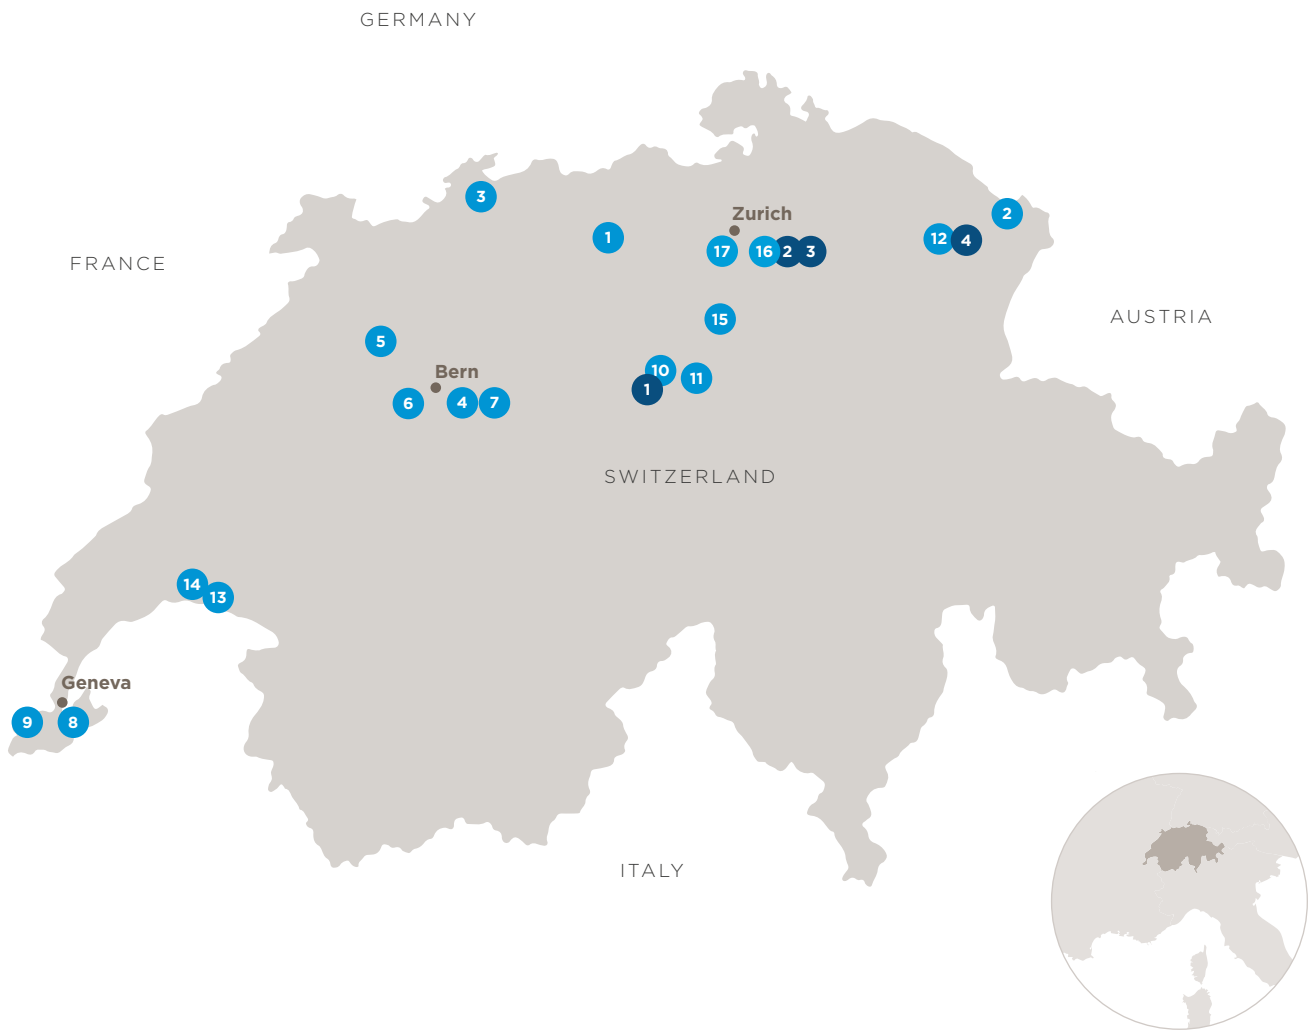 GERMANY
3
Zurich
2
1
12
4
17
16
2
3
FRANCE
AUSTRIA
15
5
Bern
10
11
1
6
4
7
SWITZERLAND
14
13
Geneva
9
8
ITALY